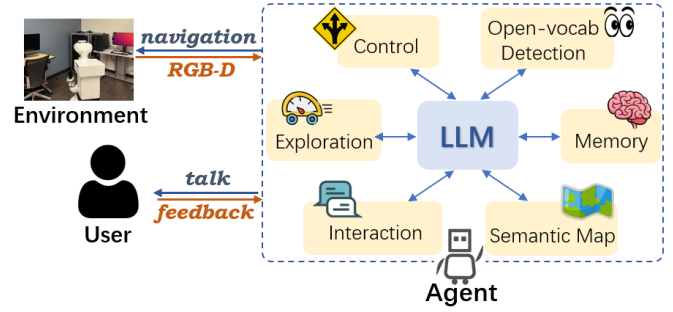 navigation
RGB-D
Environment
talk
feedback
User
Control
Open-vocab
Detection
Exploration
LLM
Memory
Interaction
Semantic Map
Agent